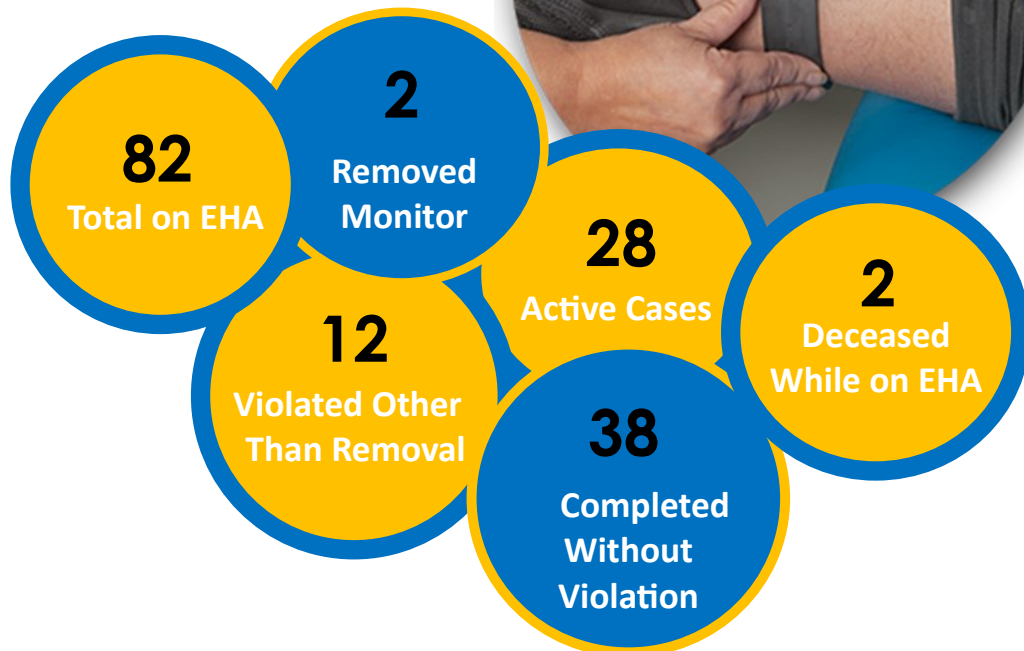 82
Total on EHA
2
Removed
Monitor
28
Active Cases
2
Deceased
While on EHA
12
Violated Other
Than Removal
38
Completed
Without
Violation